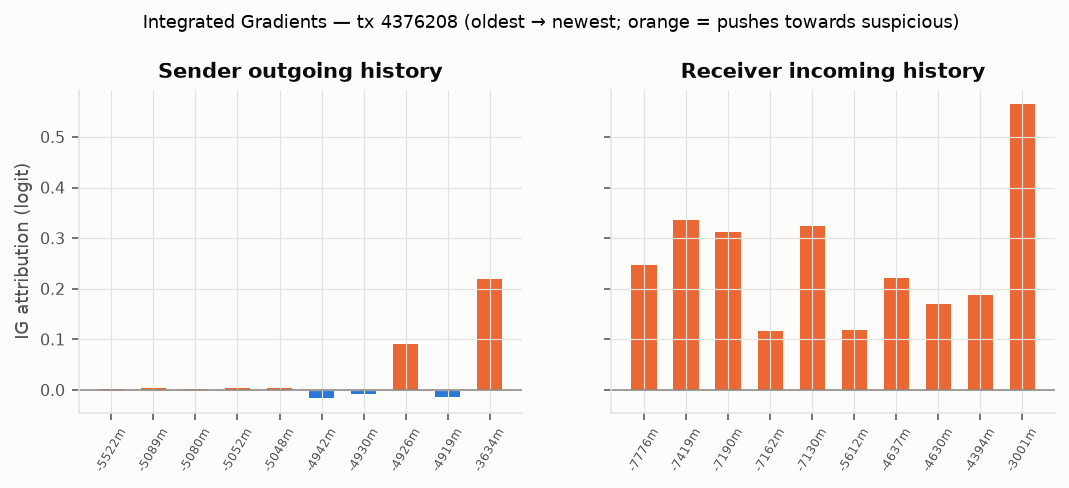 Integrated Gradients — tx 4376208 (oldest → newest; orange = pushes towards suspicious)
Sender outgoing history
Receiver incoming history
IG attribution (logit)
0.5
0.4
0.3
0.2
0.1
0.0
-5522m
-5089m
-5080m
-5052m
-5048m
-4942m
-4930m
-4926m
-4919m
-3634m
-7776m
-7419m
-7190m
-7162m
-7134m
-5612m
-4637m
-4630m
-4394m
-3001m